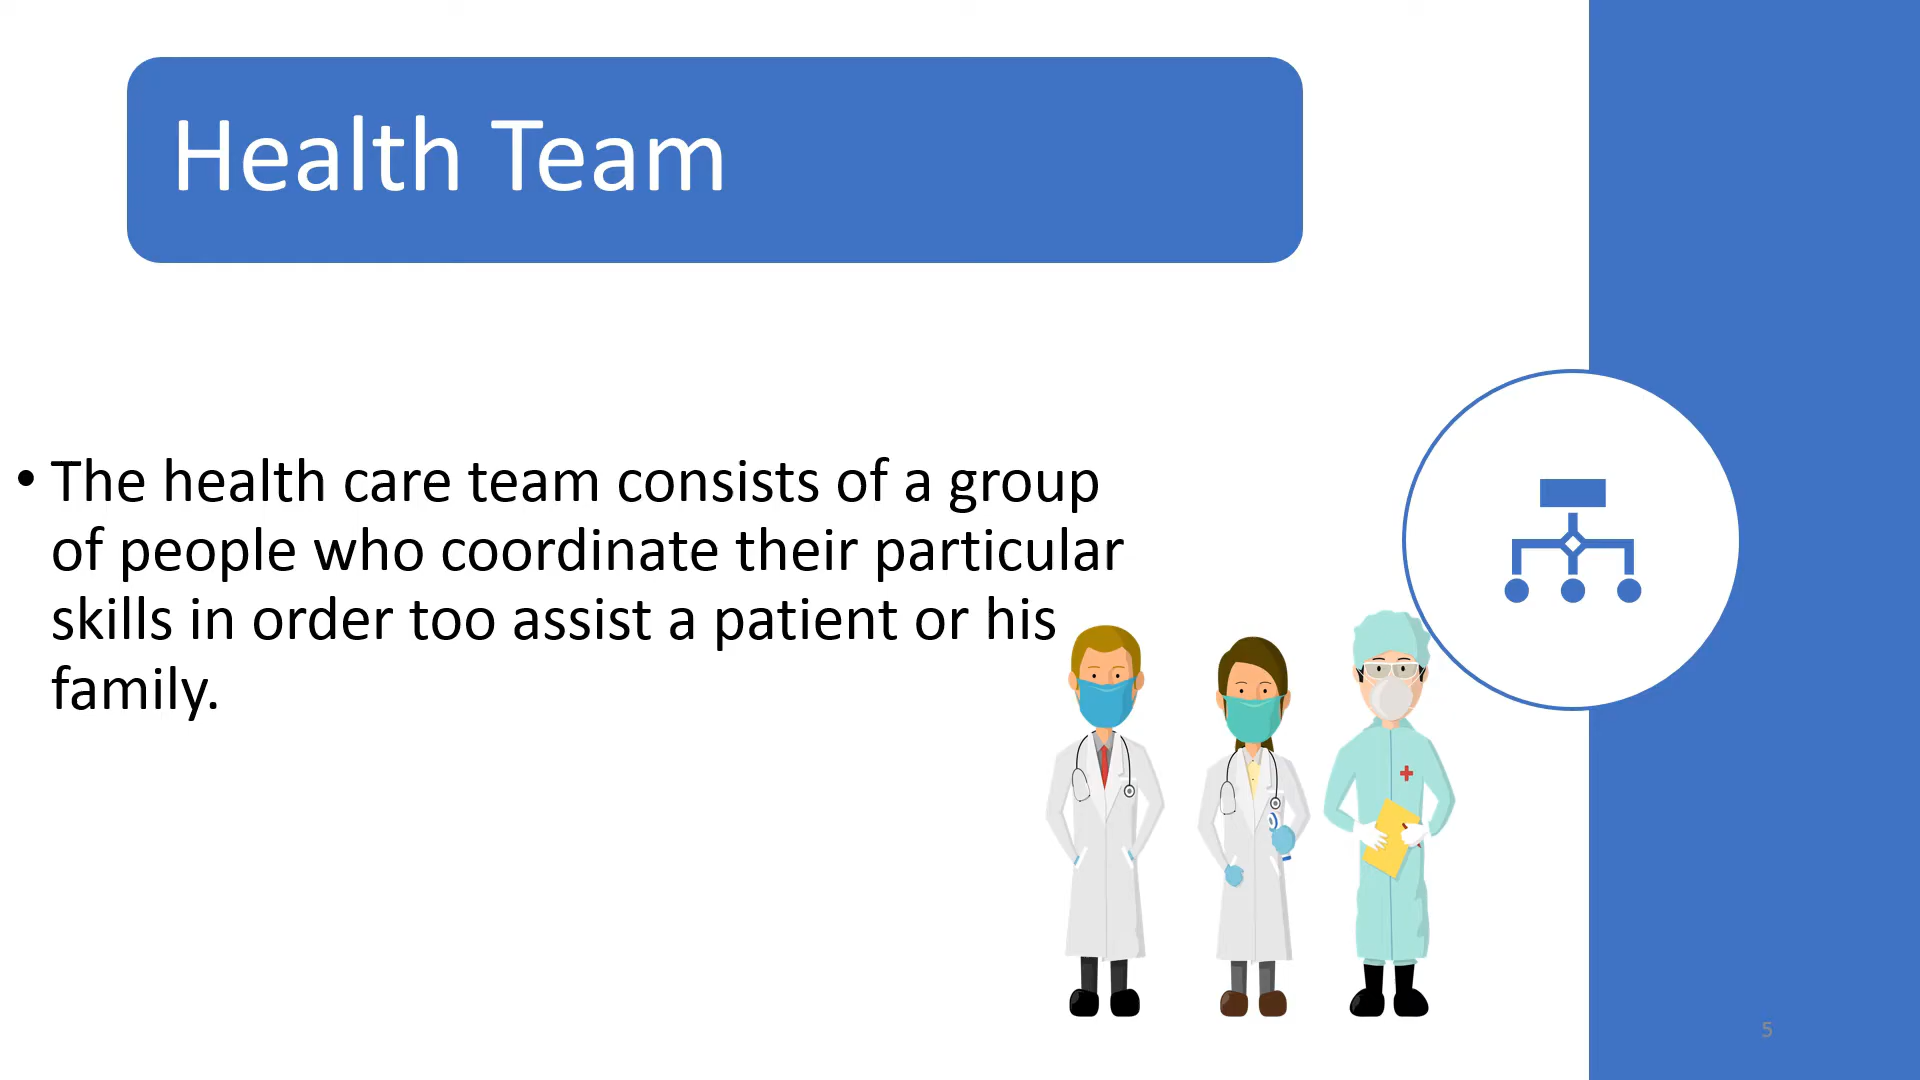 Health Team
• The health care team consists of a group
of people who coordinate their particular
skills in order too assist a patient or his
family.
5